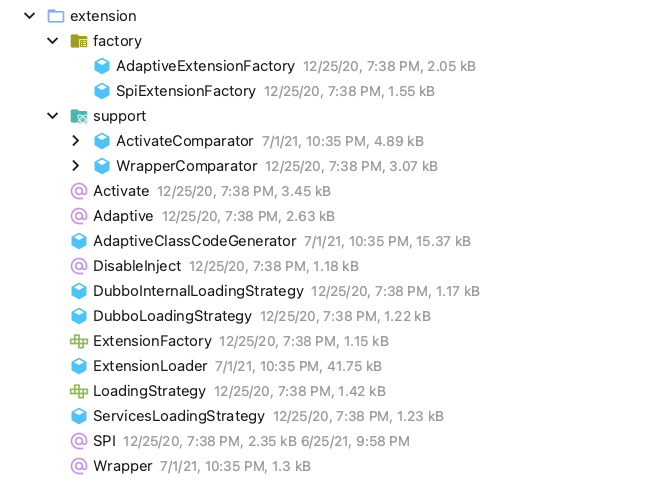 extension
factory
AdaptiveExtensionFactory 12/25/20, 7:38 PM, 2.05 kB
SpiExtensionFactory 12/25/20, 7:38 PM, 1.55 kB
support
ActivateComparator 7/1/21, 10:35 PM, 4.89 kB
WrapperComparator 12/25/20, 7:38 PM, 3.07 kB
Activate 12/25/20, 7:38 PM, 3.45 kB
Adaptive 12/25/20, 7:38 PM, 2.63 kB
AdaptiveClassCodeGenerator 7/1/21, 10:35 PM, 15.37 kB
DisableInject 12/25/20, 7:38 PM, 1.18 kB
DubboInternalLoadingStrategy 12/25/20, 7:38 PM, 1.17 kB
DubboLoadingStrategy 12/25/20, 7:38 PM, 1.22 kB
ExtensionFactory 12/25/20, 7:38 PM, 1.15 kB
ExtensionLoader 7/1/21, 10:35 PM, 41.75 kB
LoadingStrategy 12/25/20, 7:38 PM, 1.42 kB
ServicesLoadingStrategy 12/25/20, 7:38 PM, 1.23 kB
SPI 12/25/20, 7:38 PM, 2.35 kB 6/25/21, 9:58 PM
Wrapper 7/1/21, 10:35 PM, 1.3 kB